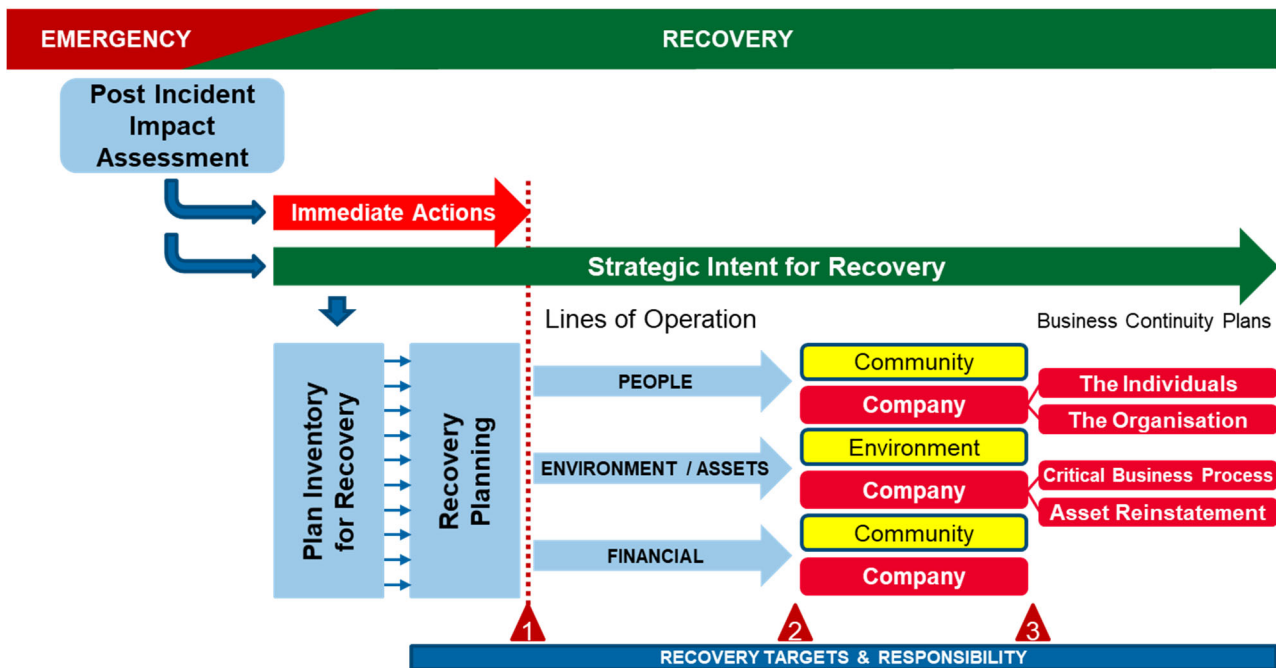 EMERGENCY
RECOVERY
Post Incident
Impact
Assessment
Immediate Actions
Strategic Intent for Recovery
Lines of Operation
Business Continuity Plans
Plan Inventory
for Recovery
Recovery
Planning
PEOPLE
ENVIRONMENT / ASSETS
FINANCIAL
Community
Company
Environment
Company
Community
Company
The Individuals
The Organisation
Critical Business Process
Asset Reinstatement
1
2
3
RECOVERY TARGETS & RESPONSIBILITY